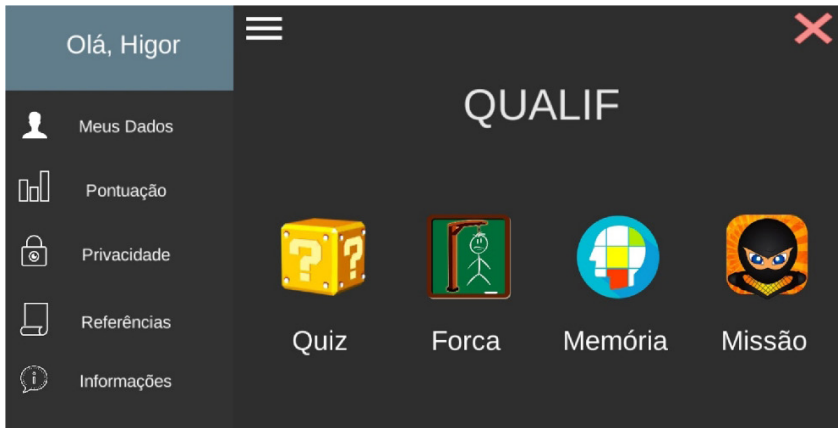 Olá, Higor
Meus Dados
Pontuação
Privacidade
Referências
Informações
QUALIF
? ?
Quiz
Forca
Memória
Missão